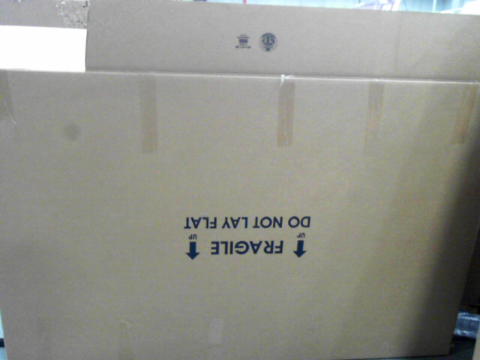 UP FRAGILE UP
DO NOT LAY FLAT